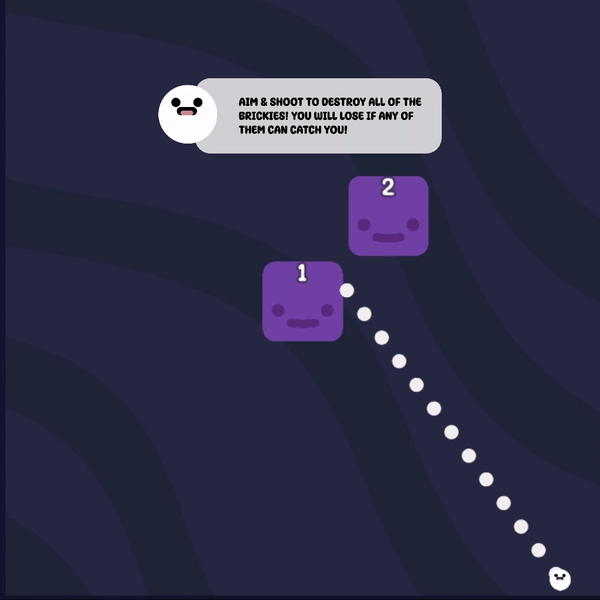 AIM & SHOOT TO DESTROY ALL OF THE
BRICKIES! YOU WILL LOSE IF ANY OF
THEM CAN CATCH YOU!
2
1